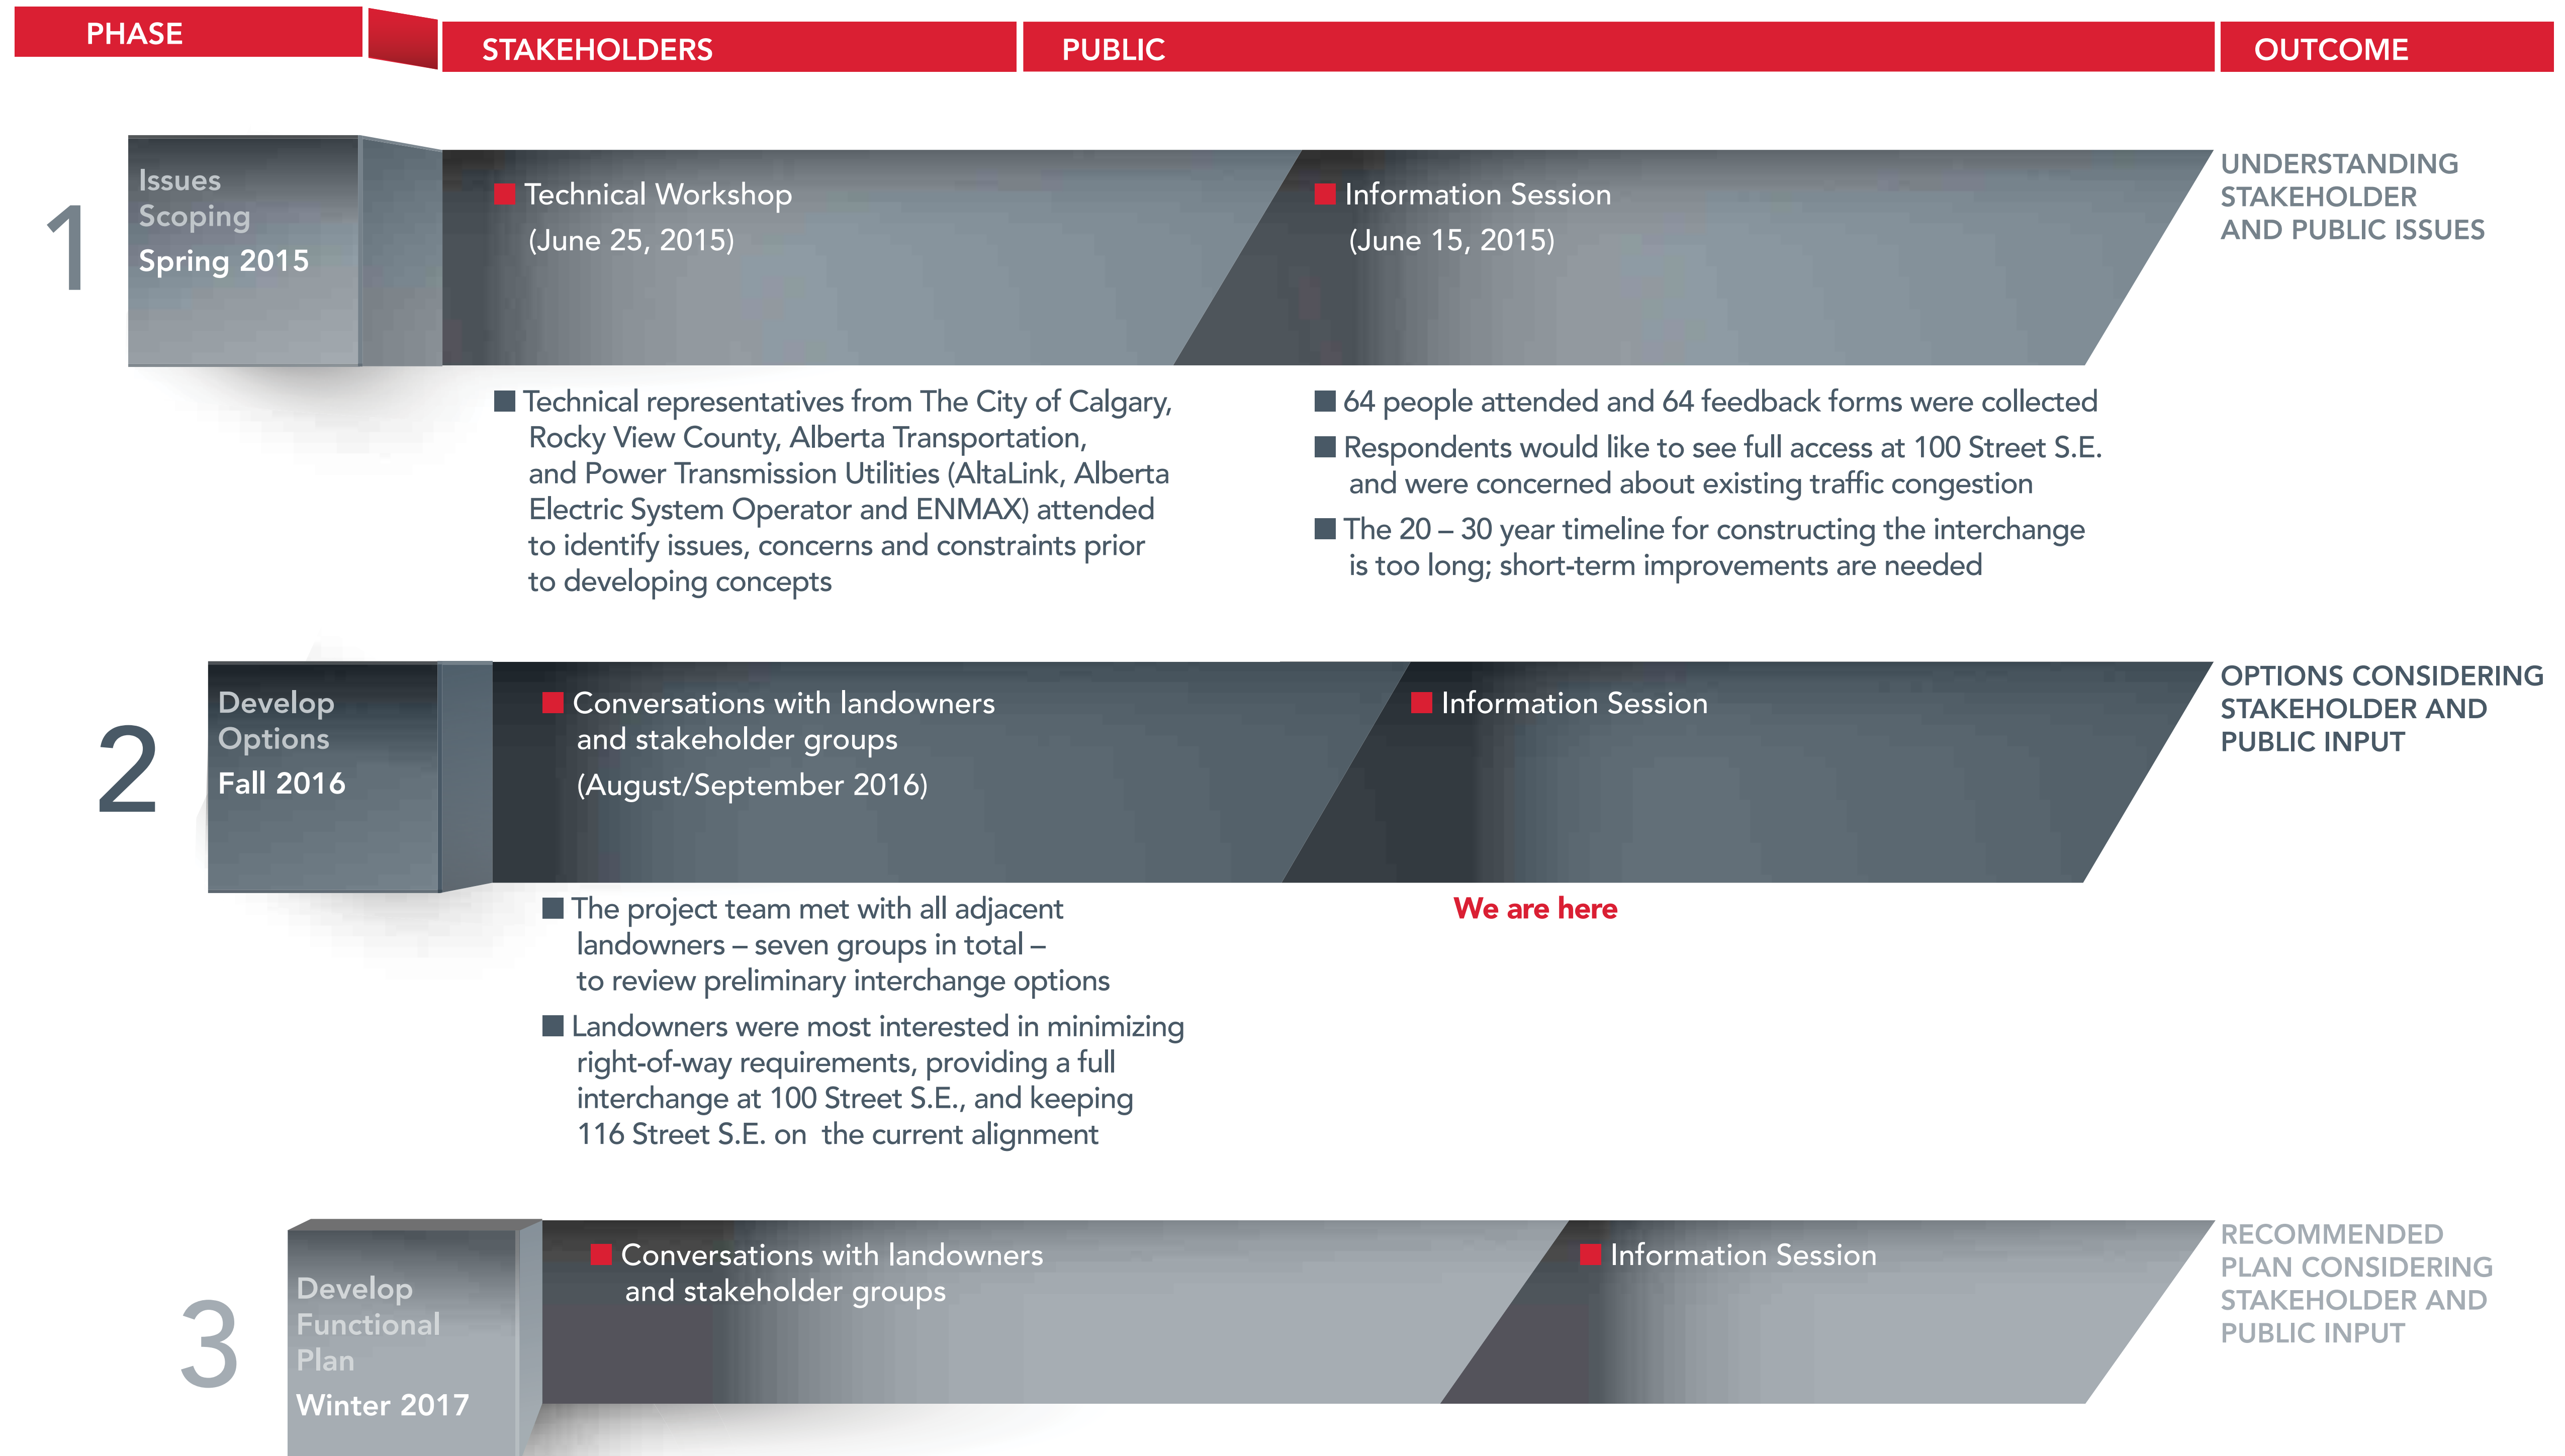 PHASE
STAKEHOLDERS
PUBLIC
OUTCOME
1
Issues
Scoping
Spring 2015
■ Technical Workshop
(June 25, 2015)
■ Information Session
(June 15, 2015)
UNDERSTANDING
STAKEHOLDER
AND PUBLIC ISSUES
■ Technical representatives from The City of Calgary,
Rocky View County, Alberta Transportation,
and Power Transmission Utilities (AltaLink, Alberta
Electric System Operator and ENMAX) attended
to identify issues, concerns and constraints prior
to developing concepts
■ 64 people attended and 64 feedback forms were collected
■ Respondents would like to see full access at 100 Street S.E.
and were concerned about existing traffic congestion
■ The 20 – 30 year timeline for constructing the interchange
is too long; short-term improvements are needed
2
Develop
Options
Fall 2016
■ Conversations with landowners
and stakeholder groups
(August/September 2016)
■ Information Session
OPTIONS CONSIDERING
STAKEHOLDER AND
PUBLIC INPUT
■ The project team met with all adjacent
landowners – seven groups in total –
to review preliminary interchange options
■ Landowners were most interested in minimizing
right-of-way requirements, providing a full
interchange at 100 Street S.E., and keeping
116 Street S.E. on the current alignment
We are here
3
Develop
Functional
Plan
Winter 2017
■ Conversations with landowners
and stakeholder groups
■ Information Session
RECOMMENDED
PLAN CONSIDERING
STAKEHOLDER AND
PUBLIC INPUT